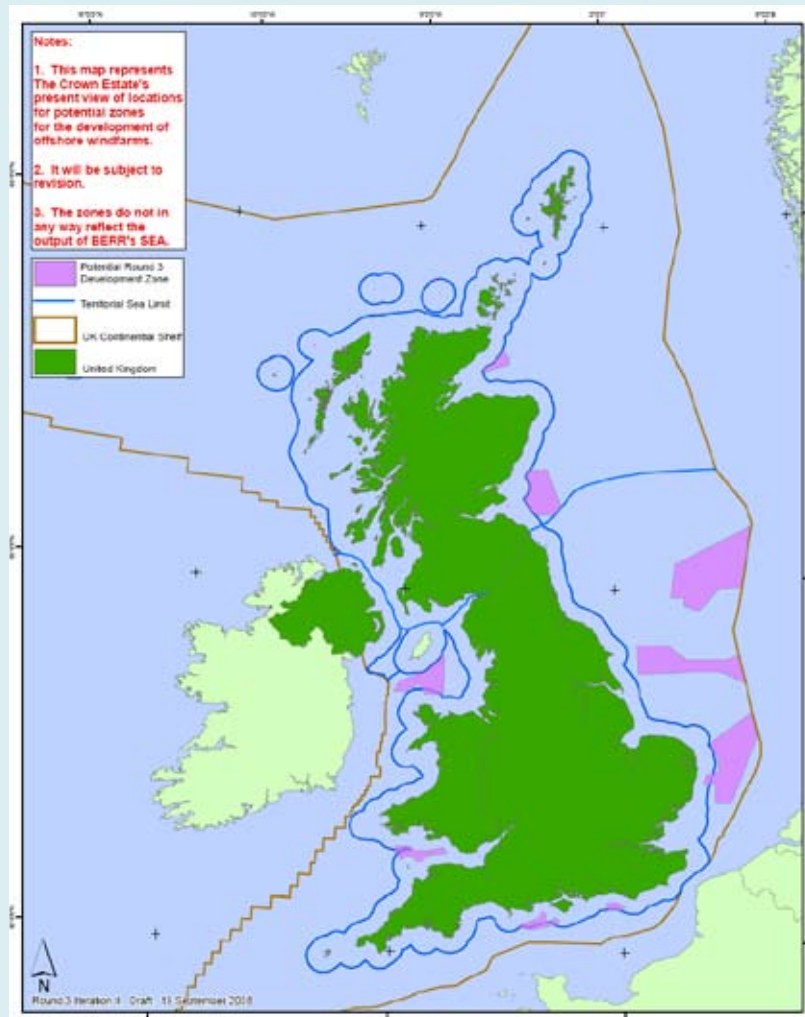 Notes:
1. This map represents
The Crown Estate's
present view of locations
for potential zones
for the development of
offshore windfarms.
2. It will be subject to
revision.
3. The zones do not in
any way reflect the
output of BERR's SEA.
Potential Round 3
Development Zone
Territorial Sea Limit
UK Continental Shelf
United Kingdom
N
Round 3 Iteration Draft 19 September 2008